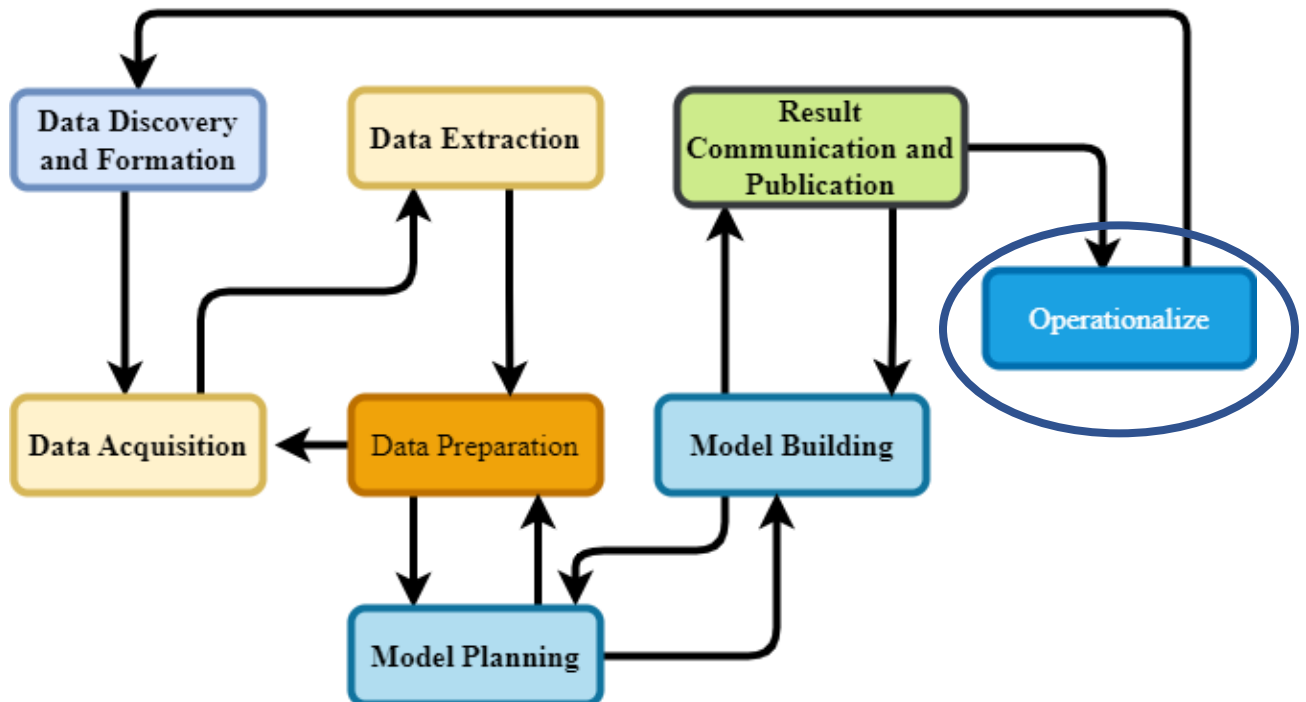 Data Discovery
and Formation
Data Extraction
Result
Communication and
Publication
Operationalize
Data Acquisition
Data Preparation
Model Building
Model Planning